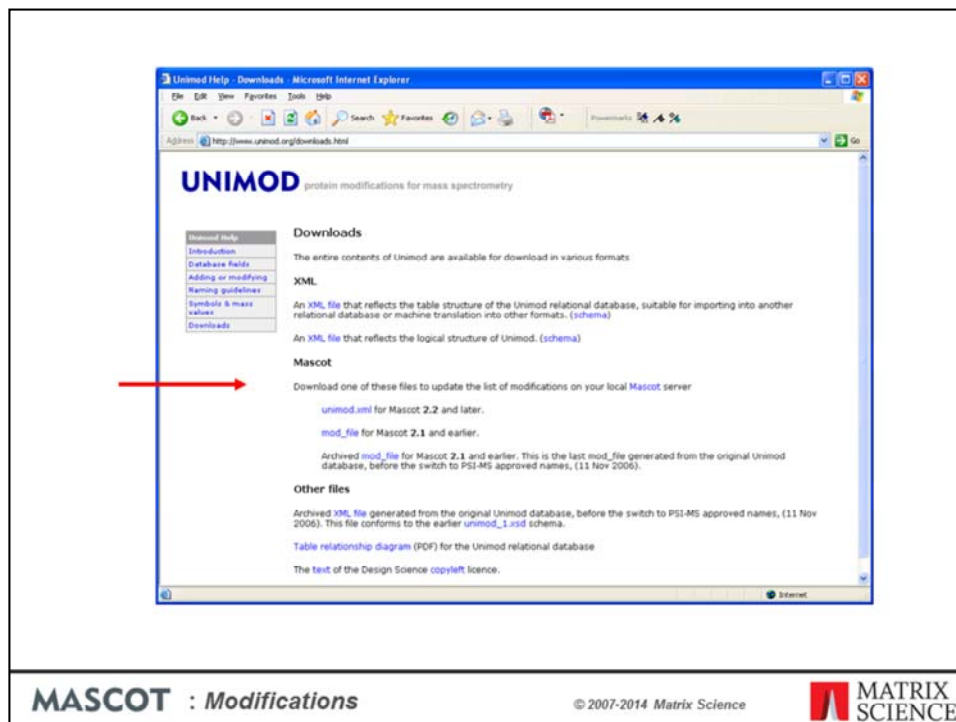 Unimod Help - Downloads - Microsoft Internet Explorer
File Edit View Favorites Tools Help
Back Search Favorites Powermarks
Address http://www.unimod.org/downloads.html Go
UNIMOD protein modifications for mass spectrometry
Unimod Help
Introduction
Database fields
Adding or modifying
Naming guidelines
Symbols & mass
values
Downloads
Downloads
The entire contents of Unimod are available for download in various formats
XML
An XML file that reflects the table structure of the Unimod relational database, suitable for importing into another
relational database or machine translation into other formats. (schema)
An XML file that reflects the logical structure of Unimod. (schema)
Mascot
Download one of these files to update the list of modifications on your local Mascot server
unimod.xml for Mascot 2.2 and later.
mod_file for Mascot 2.1 and earlier.
Archived mod_file for Mascot 2.1 and earlier. This is the last mod_file generated from the original Unimod
database, before the switch to PSI-MS approved names, (11 Nov 2006).
Other files
Archived XML file generated from the original Unimod database, before the switch to PSI-MS approved names, (11 Nov
2006). This file conforms to the earlier unimod_1.xsd schema.
Table relationship diagram (PDF) for the Unimod relational database
The text of the Design Science copyleft licence.
Internet
MASCOT : Modifications
© 2007-2014 Matrix Science
MATRIX
SCIENCE